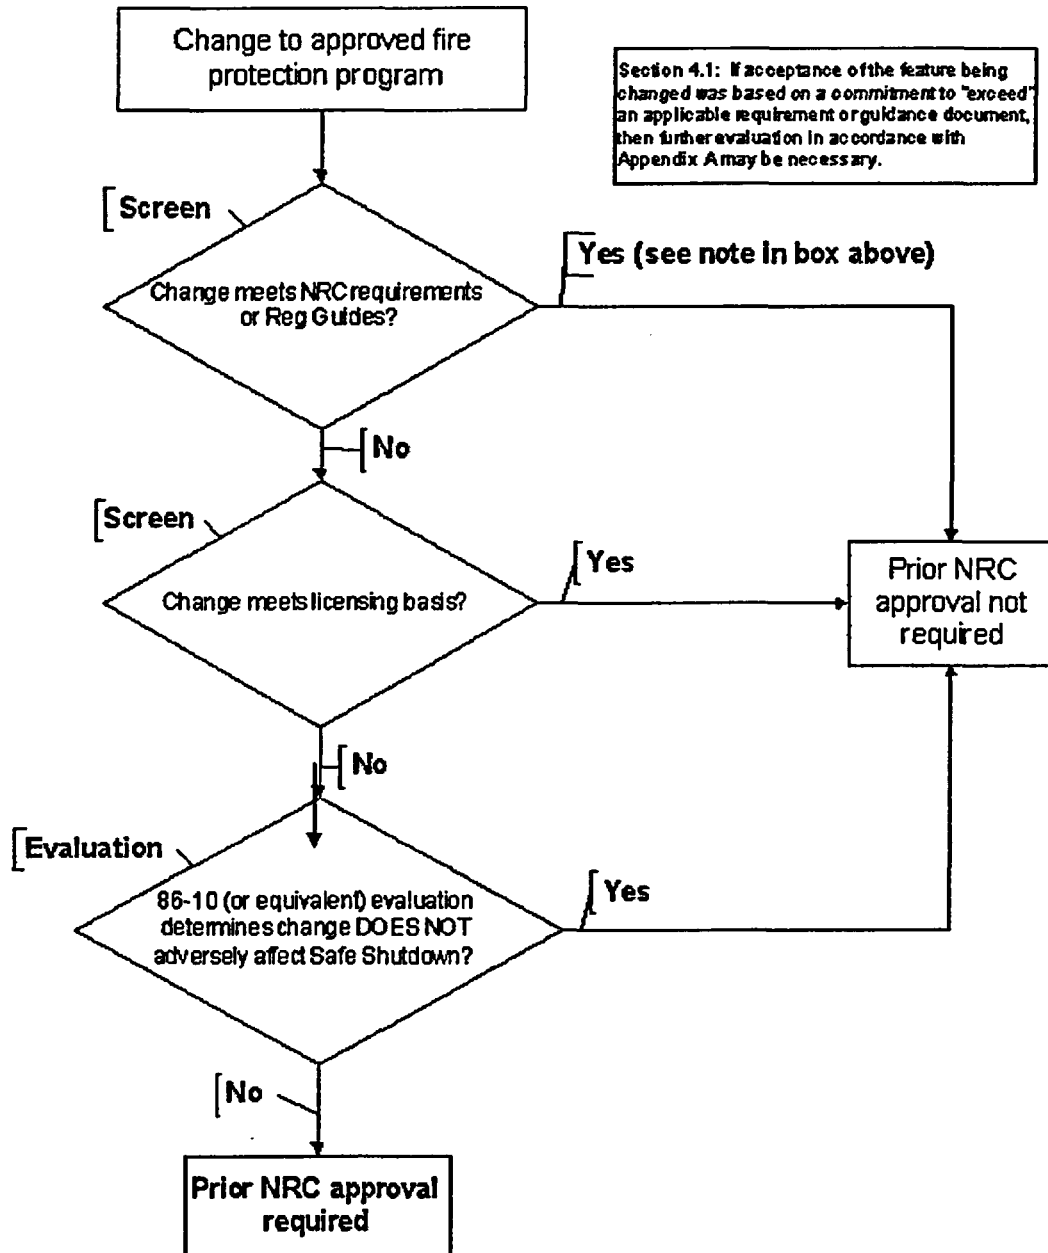 Change to approved fire
protection program
Section 4.1: If acceptance of the feature being
changed was based on a commitment to "exceed"
an applicable requirement or guidance document,
then further evaluation in accordance with
Appendix A may be necessary.
Screen
Yes (see note in box above)
Change meets NRC requirements
or Reg Guides?
No
Screen
Yes
Change meets licensing basis?
Prior NRC
approval not
required
No
Evaluation
Yes
86-10 (or equivalent) evaluation
determines change DOES NOT
adversely affect Safe Shutdown?
No
Prior NRC approval
required